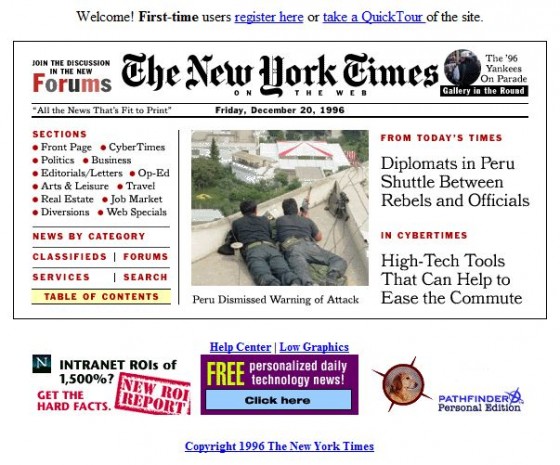 Welcome! First-time users register here or take a QuickTour of the site.
JOIN THE DISCUSSION
IN THE NEW
Forums
The New York Times
ON THE WEB
The '96
Yankees
On Parade
Gallery in the Round
"All the News That's Fit to Print"
Friday, December 20, 1996
SECTIONS
Front Page CyberTimes
Politics Business
Editorials/Letters Op-Ed
Arts & Leisure Travel
Real Estate Job Market
Diversions Web Specials
NEWS BY CATEGORY
CLASSIFIEDS | FORUMS
SERVICES | SEARCH
TABLE OF CONTENTS
Peru Dismissed Warning of Attack
FROM TODAY'S TIMES
Diplomats in Peru
Shuttle Between
Rebels and Officials
IN CYBERTIMES
High-Tech Tools
That Can Help to
Ease the Commute
Help Center | Low Graphics
N
INTRANET ROIs of
1,500%?
GET THE
HARD FACTS.
NEW ROI
REPORT
FREE personalized daily
technology news!
Click here
PATHFINDER
Personal Edition
Copyright 1996 The New York Times